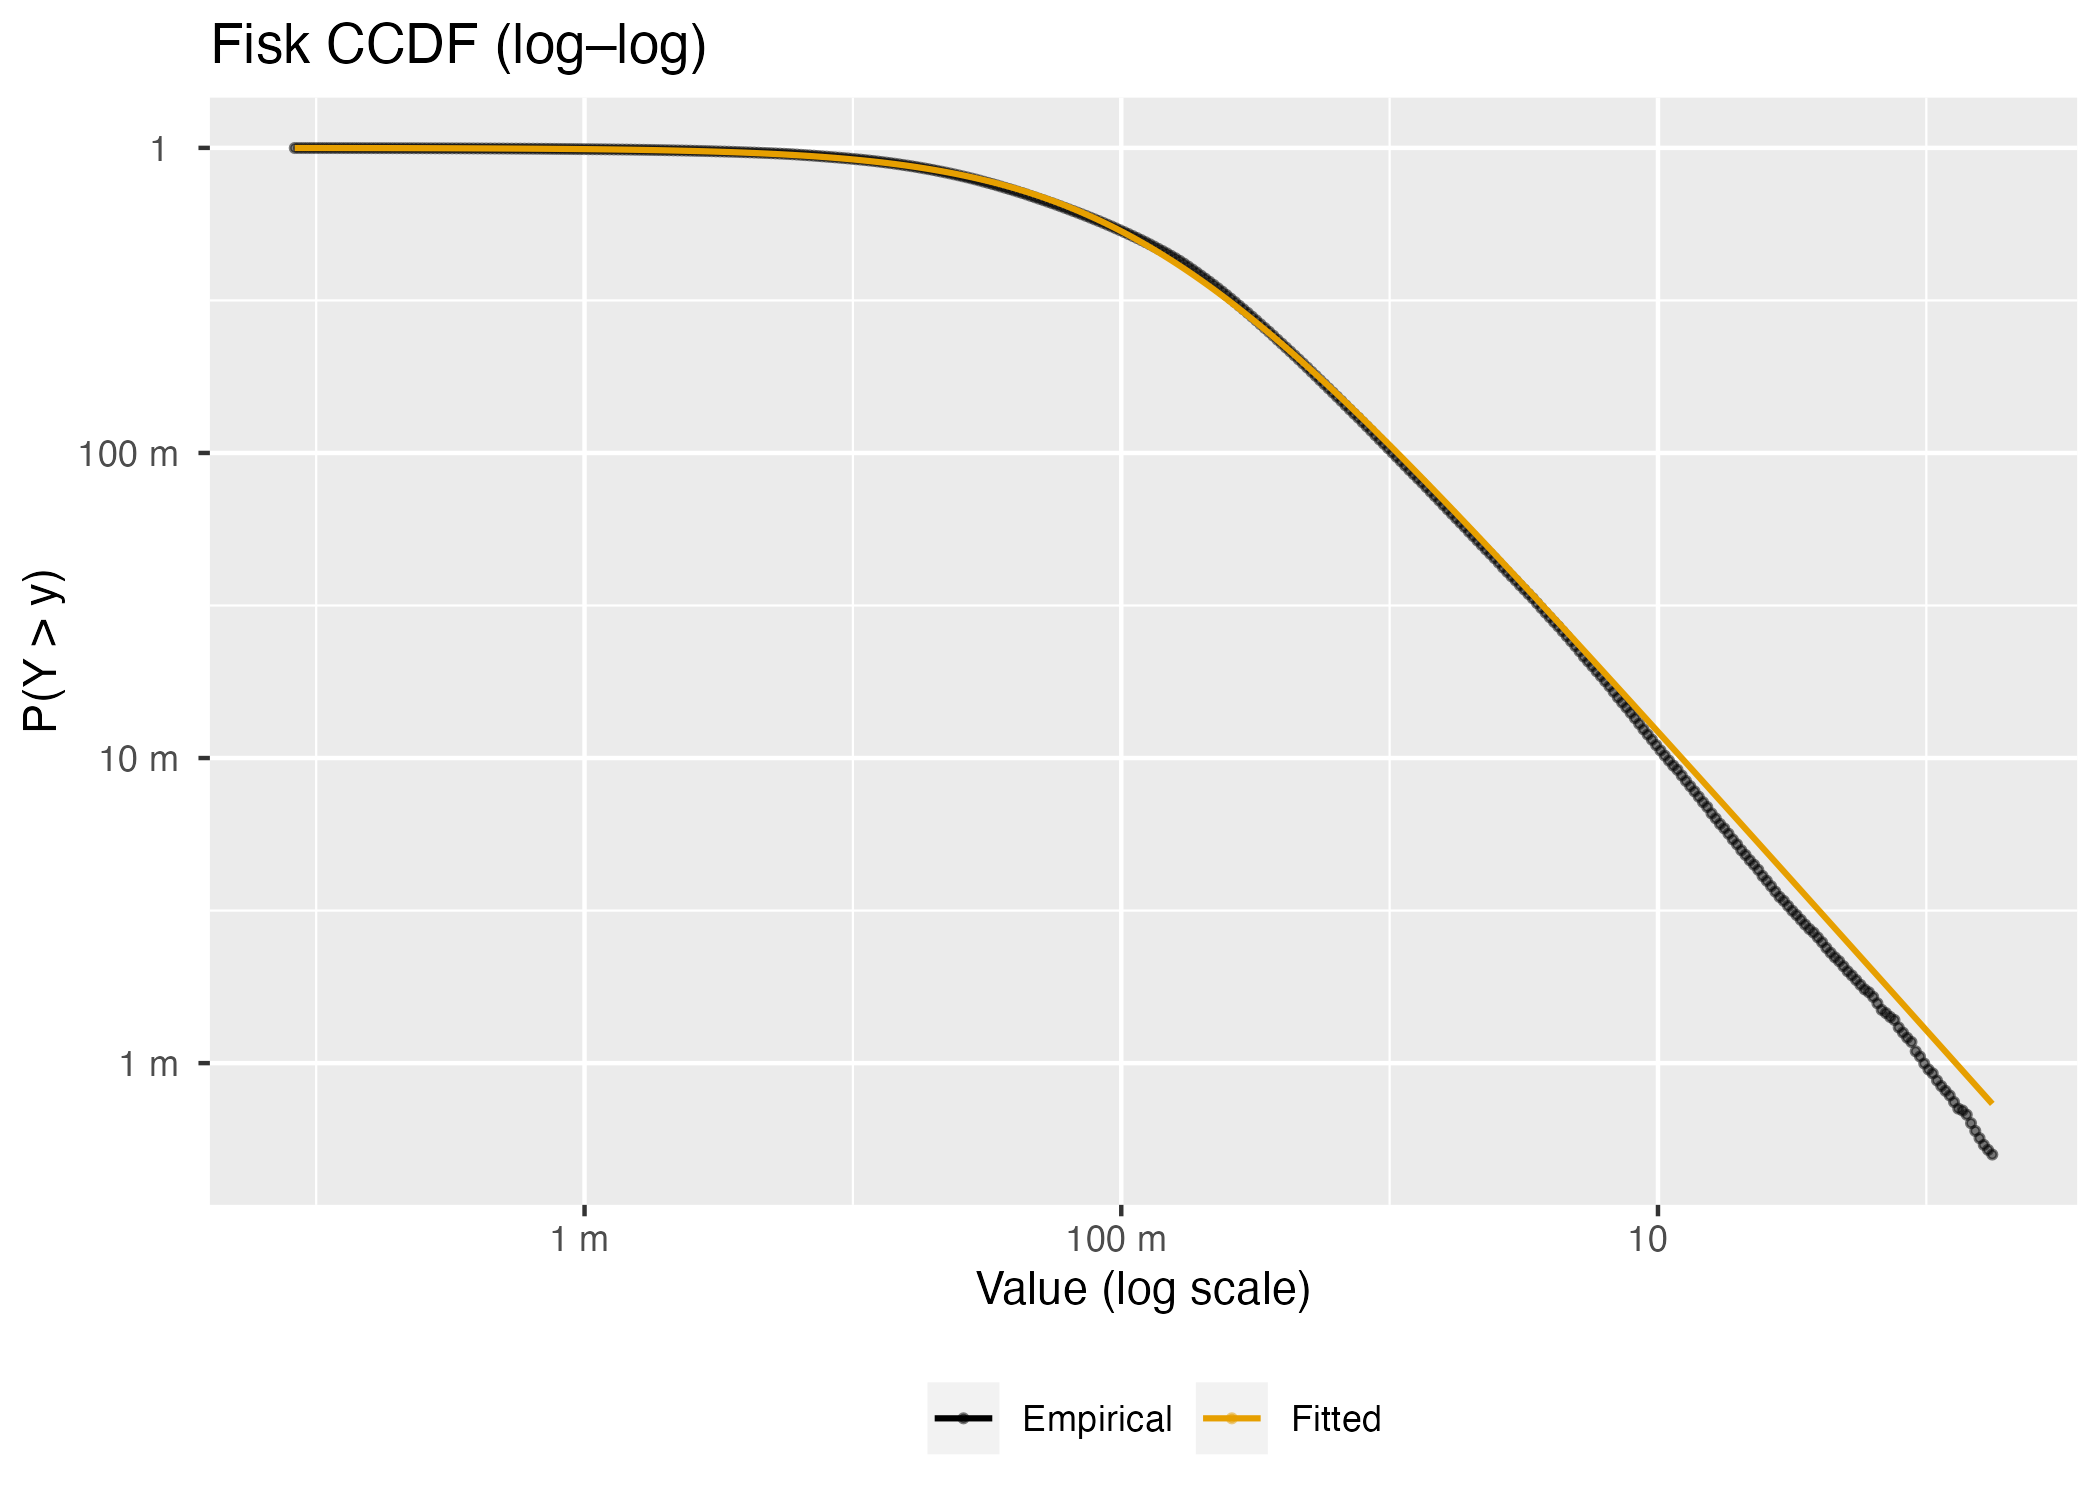 Fisk CCDF (log–log)
P(Y > y)
1
100 m
10 m
1 m
1 m
100 m
10
Value (log scale)
Empirical
Fitted